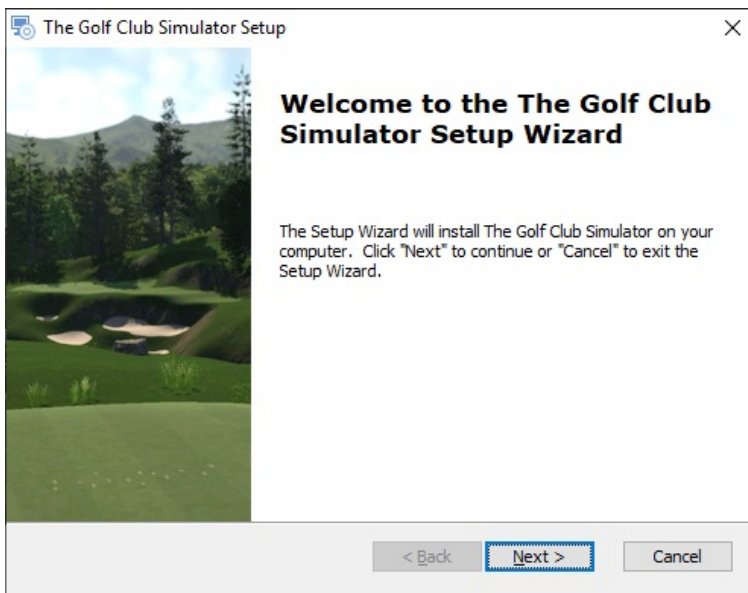 The Golf Club Simulator Setup
Welcome to the The Golf Club
Simulator Setup Wizard
The Setup Wizard will install The Golf Club Simulator on your
computer. Click "Next" to continue or "Cancel" to exit the
Setup Wizard.
< Back
Next >
Cancel